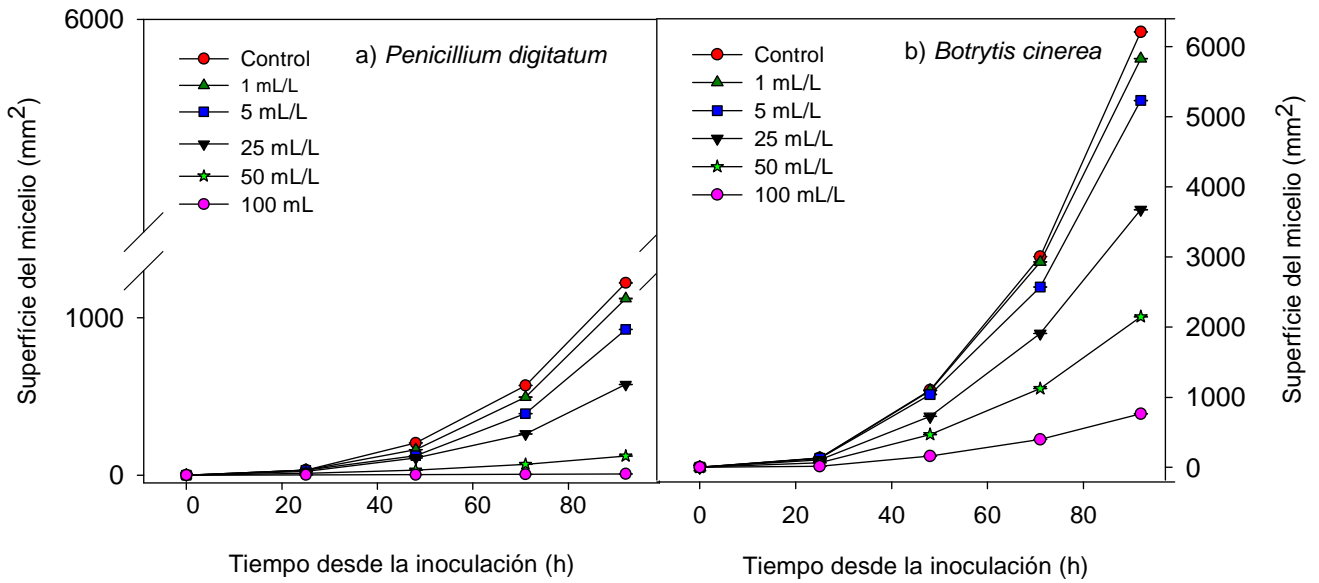 6000
1000
0
Superfície del micelio (mm2)
a) Penicillium digitatum
Control
1 mL/L
5 mL/L
25 mL/L
50 mL/L
100 mL
0 20 40 60 80
Tiempo desde la inoculación (h)
b) Botrytis cinerea
Control
1 mL/L
5 mL/L
25 mL/L
50 mL/L
100 mL/L
0 20 40 60 80
Tiempo desde la inoculación (h)
6000
5000
4000
3000
2000
1000
0
Superfície del micelio (mm2)